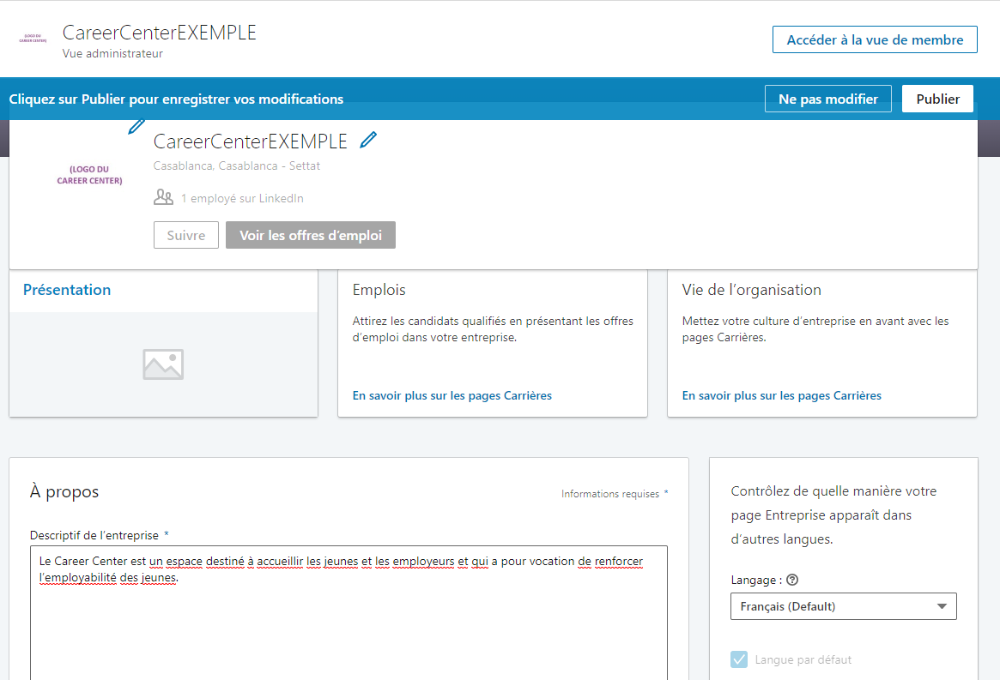 (LOGO DU
CAREER CENTER)
CareerCenterEXEMPLE
Vue administrateur
Accéder à la vue de membre
Cliquez sur Publier pour enregistrer vos modifications
Ne pas modifier
Publier
(LOGO DU
CAREER CENTER)
CareerCenterEXEMPLE
Casablanca, Casablanca - Settat
1 employé sur LinkedIn
Suivre
Voir les offres d’emploi
Présentation
Emplois
Attirez les candidats qualifiés en présentant les offres
d’emploi dans votre entreprise.
En savoir plus sur les pages Carrières
Vie de l’organisation
Mettez votre culture d’entreprise en avant avec les
pages Carrières.
En savoir plus sur les pages Carrières
À propos
Informations requises *
Descriptif de l’entreprise *
Le Career Center est un espace destiné à accueillir les jeunes et les employeurs et qui a pour vocation de renforcer
l’employabilité des jeunes.
Contrôlez de quelle manière votre
page Entreprise apparaît dans
d’autres langues.
Langage : ?
Français (Default)
Langue par défaut